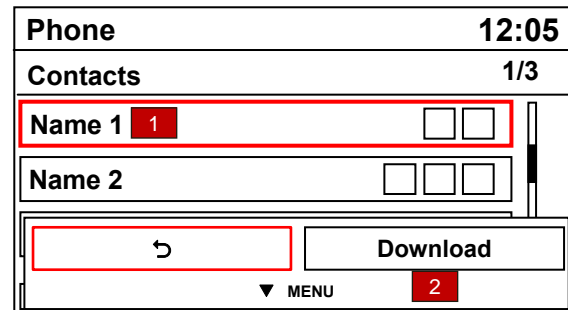 Phone 12:05
Contacts 1/3
Name 1 1
Name 2
Download
▼ MENU 2